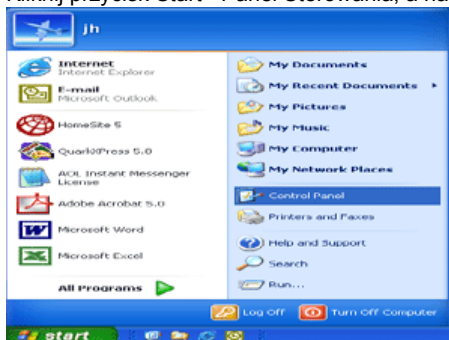 jh
Internet
Internet Explorer
E-mail
Microsoft Outlook
HomeSite 5
QuarkXPress 5.0
AOL Instant Messenger
License
Adobe Acrobat 5.0
Microsoft Word
Microsoft Excel
All Programs
My Documents
My Recent Documents
My Pictures
My Music
My Computer
My Network Places
Control Panel
Printers and Faxes
Help and Support
Search
Run...
Log Off
Turn Off Computer
start